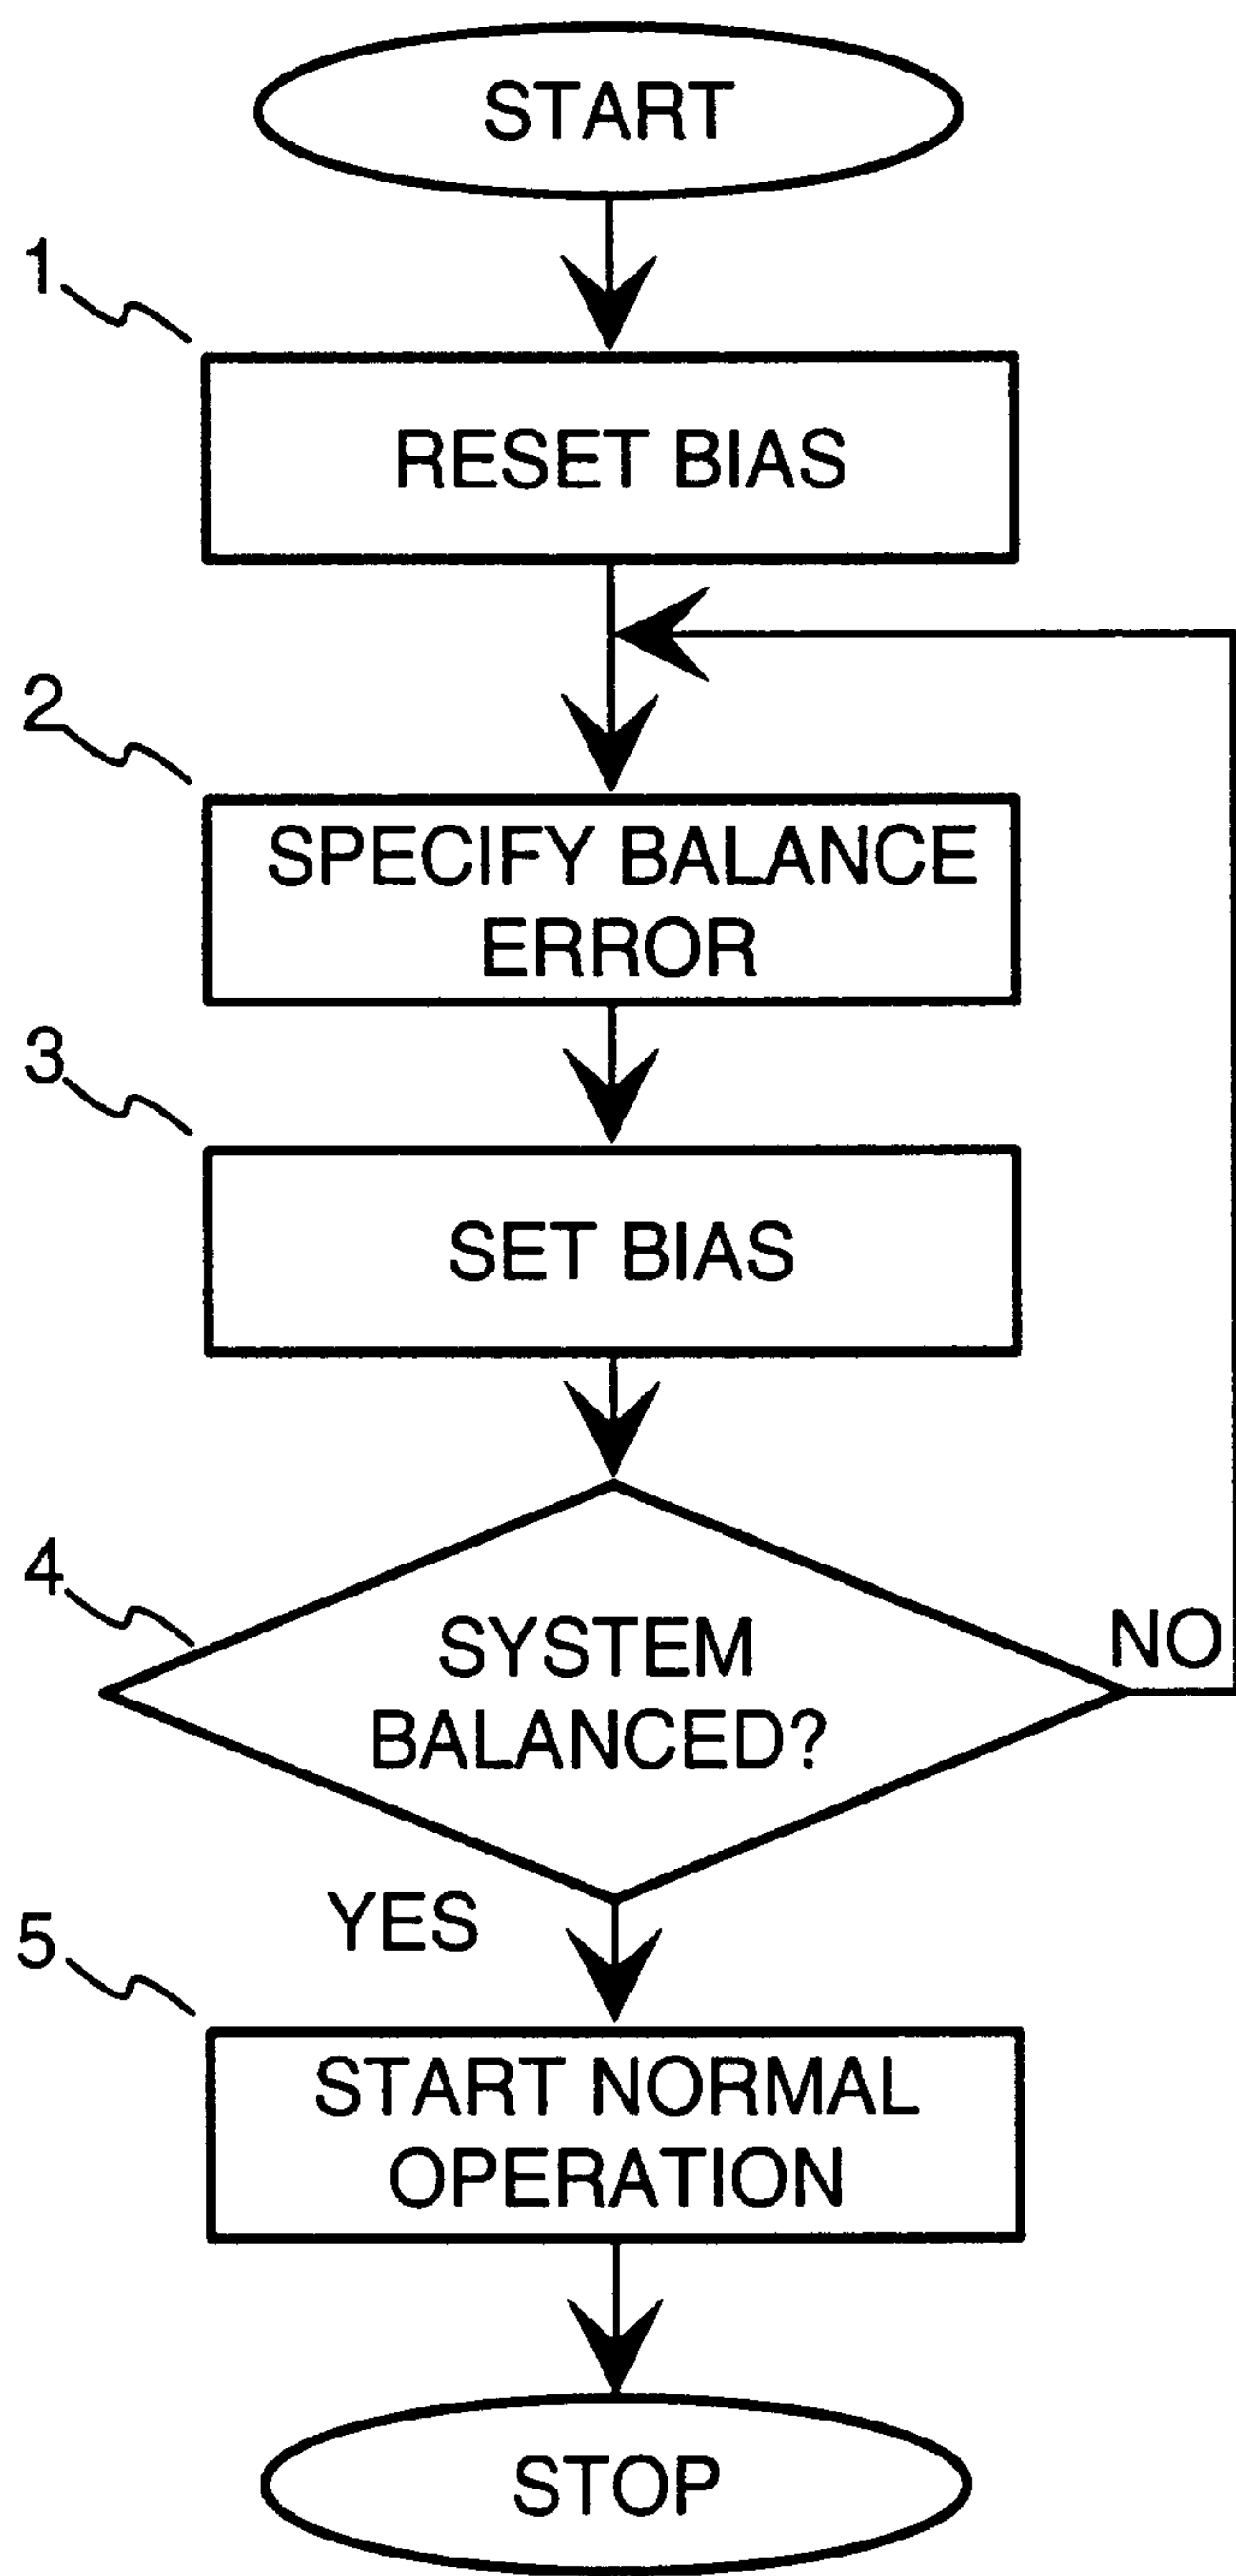 START
1
RESET BIAS
2
SPECIFY BALANCE
ERROR
3
SET BIAS
4
SYSTEM
BALANCED?
NO
YES
5
START NORMAL
OPERATION
STOP